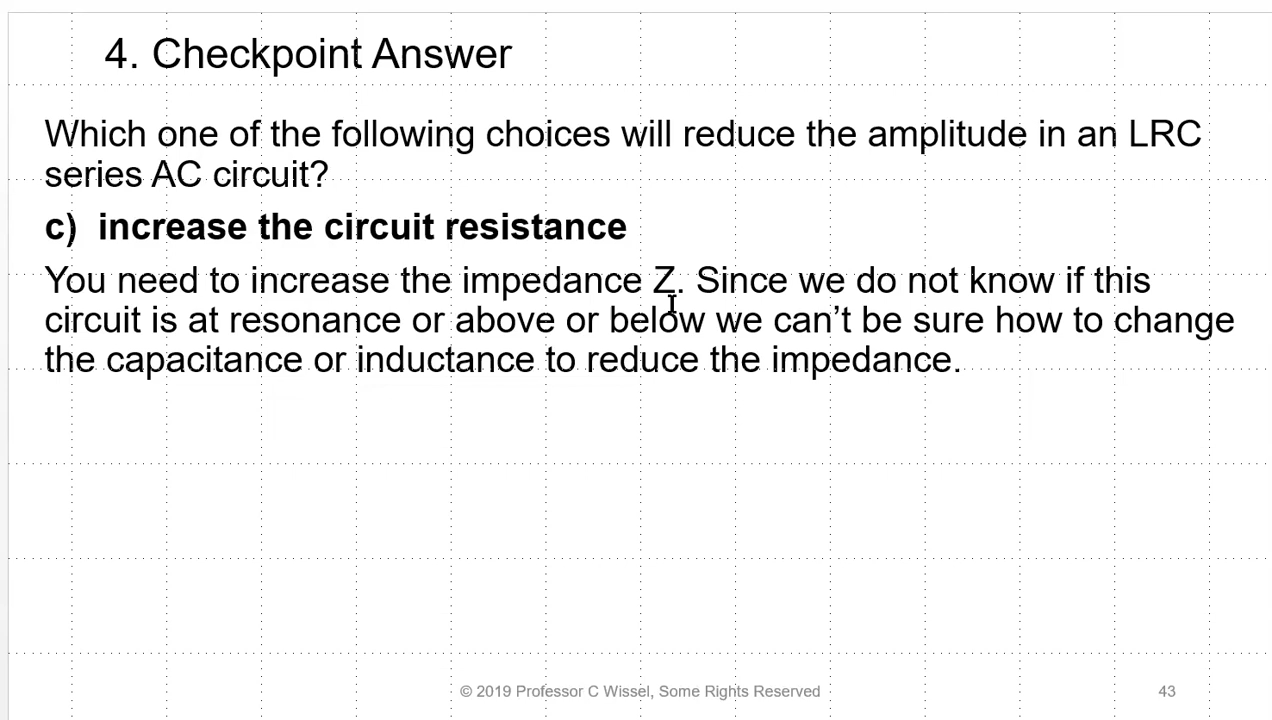 4. Checkpoint Answer
Which one of the following choices will reduce the amplitude in an LRC
series AC circuit?
c) increase the circuit resistance
You need to increase the impedance Z. Since we do not know if this
circuit is at resonance or above or below we can’t be sure how to change
the capacitance or inductance to reduce the impedance.
© 2019 Professor C Wissel, Some Rights Reserved
43